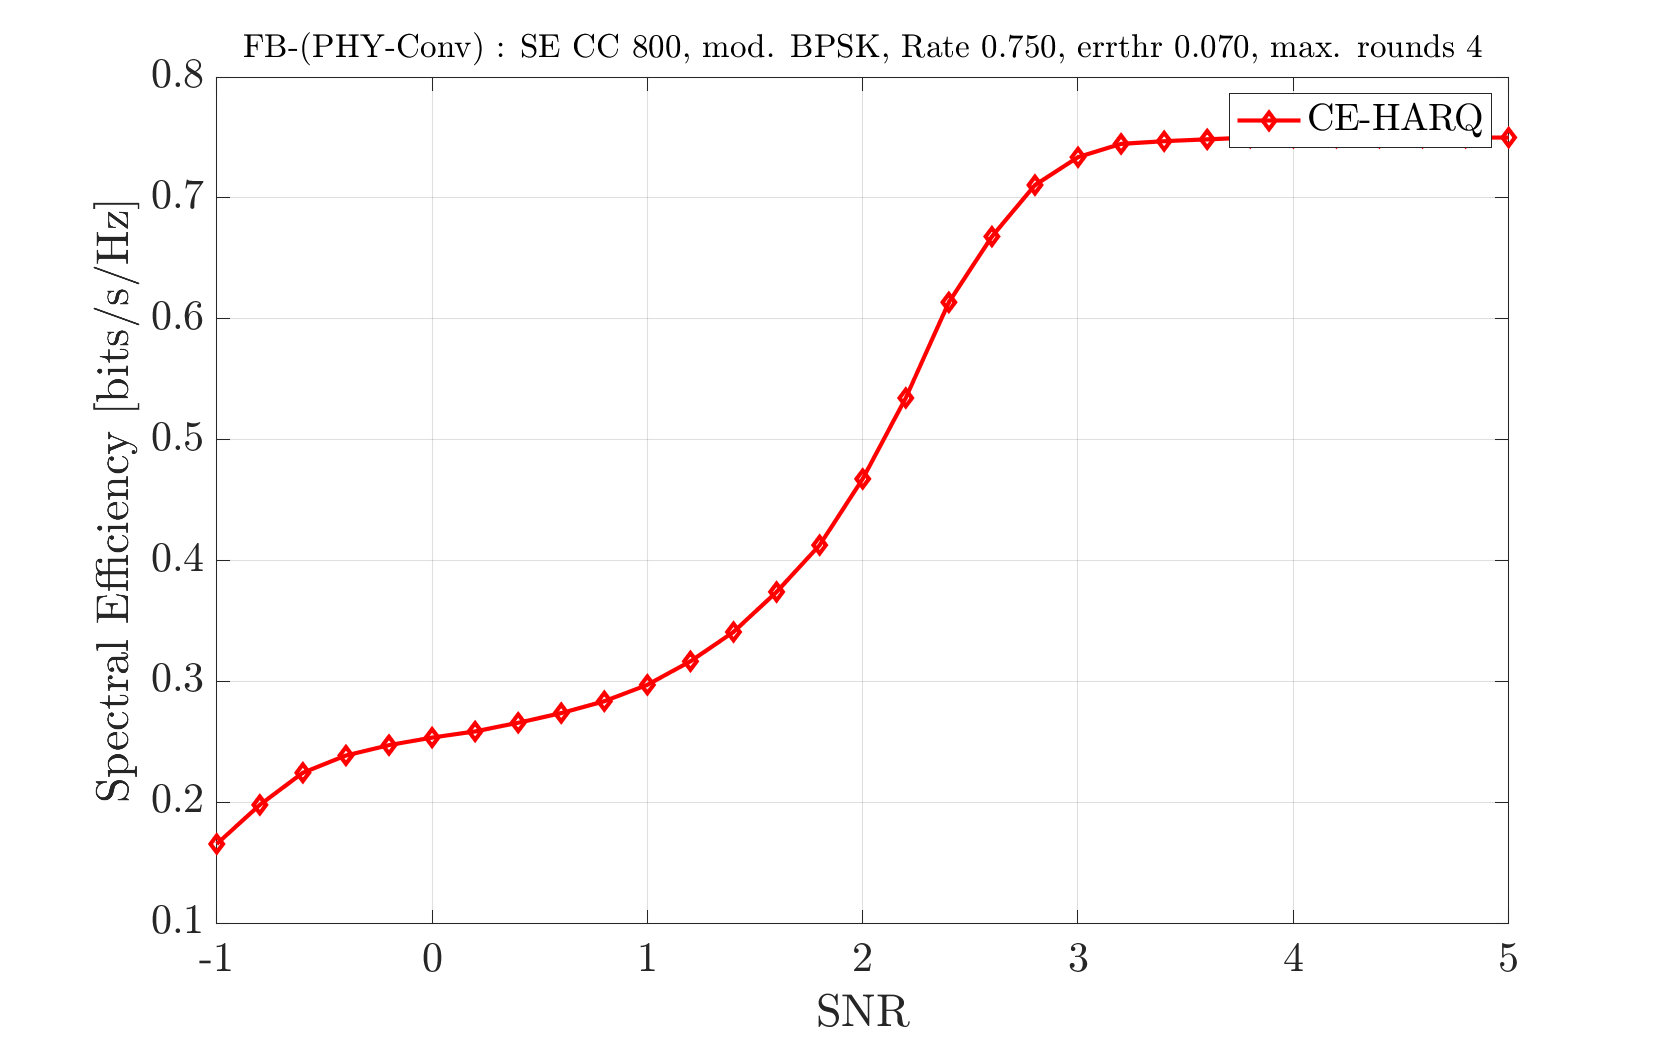 FB-(PHY-Conv) : SE CC 800, mod. BPSK, Rate 0.750, errthr 0.070, max. rounds 4
CE-HARQ
Spectral Efficiency [bits/s/Hz]
0.8
0.7
0.6
0.5
0.4
0.3
0.2
0.1
-1 0 1 2 3 4 5
SNR